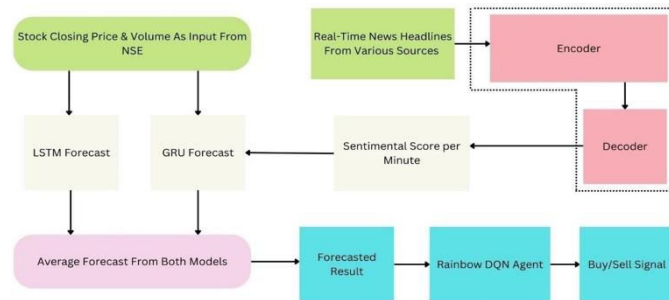 Stock Closing Price & Volume As Input From
NSE
Real-Time News Headlines
From Various Sources
Encoder
LSTM Forecast
GRU Forecast
Sentimental Score per
Minute
Decoder
Average Forecast From Both Models
Forecasted
Result
Rainbow DQN Agent
Buy/Sell Signal